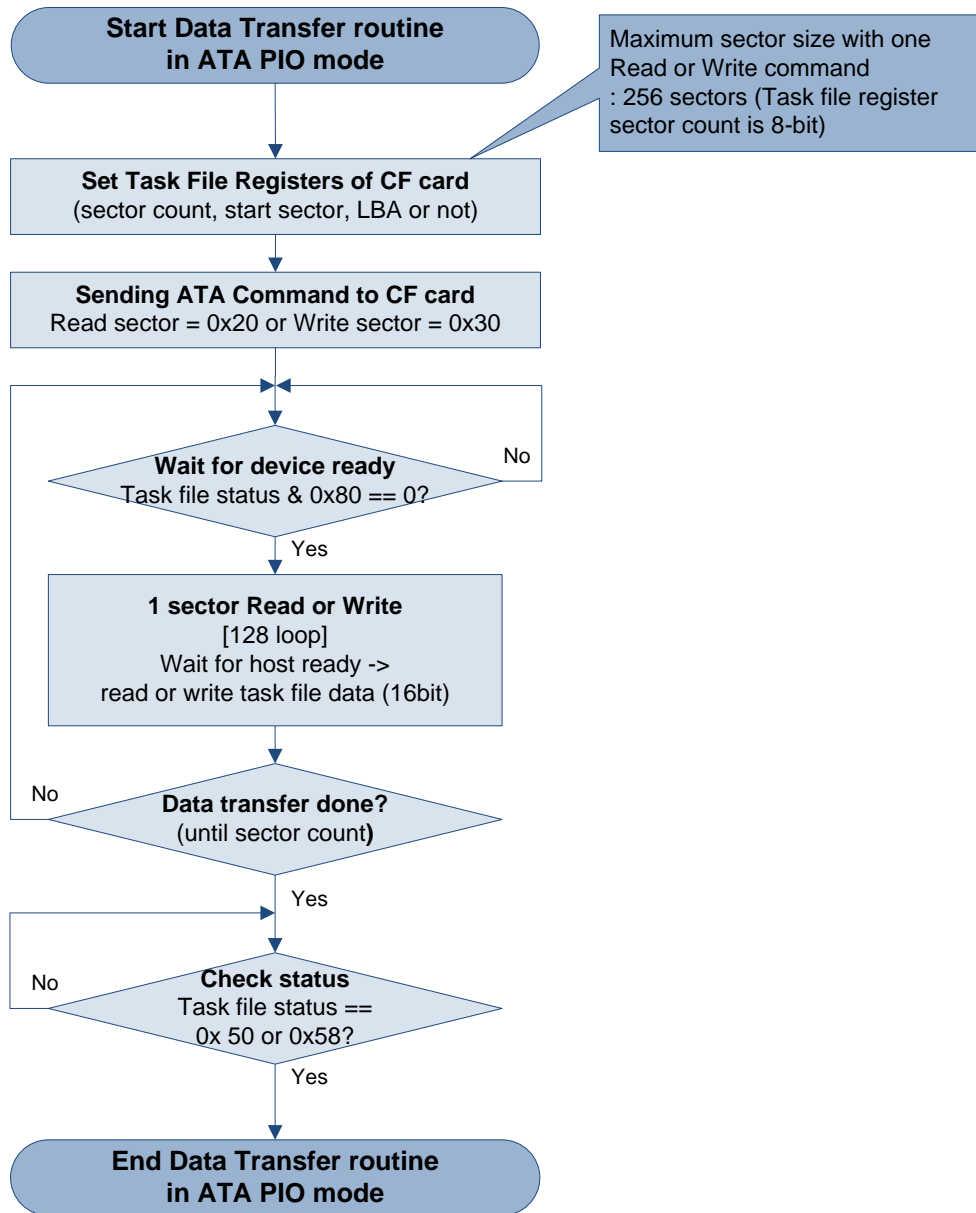 Start Data Transfer routine
in ATA PIO mode
Maximum sector size with one
Read or Write command
: 256 sectors (Task file register
sector count is 8-bit)
Set Task File Registers of CF card
(sector count, start sector, LBA or not)
Sending ATA Command to CF card
Read sector = 0x20 or Write sector = 0x30
Wait for device ready
Task file status & 0x80 == 0?
No
Yes
1 sector Read or Write
[128 loop]
Wait for host ready ->
read or write task file data (16bit)
No
Data transfer done?
(until sector count)
Yes
No
Check status
Task file status ==
0x 50 or 0x58?
Yes
End Data Transfer routine
in ATA PIO mode